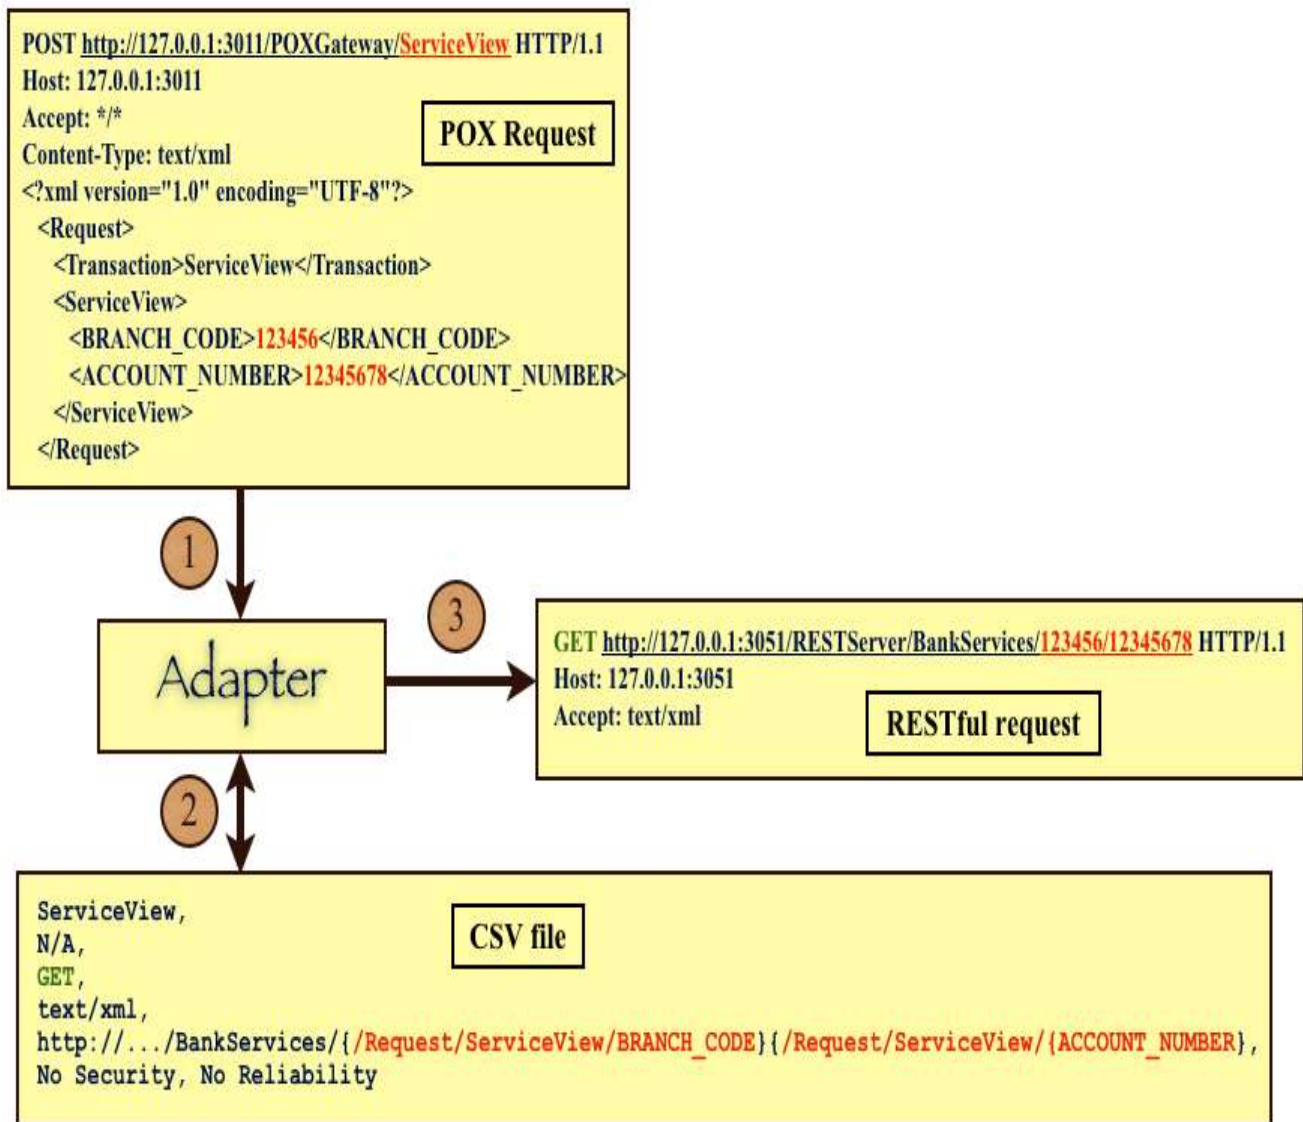 POST http://127.0.0.1:3011/POXGateway/ServiceView HTTP/1.1
Host: 127.0.0.1:3011
Accept: */*
POX Request
Content-Type: text/xml
<?xml version="1.0" encoding="UTF-8"?>
<Request>
<Transaction>ServiceView</Transaction>
<ServiceView>
<BRANCH_CODE>123456</BRANCH_CODE>
<ACCOUNT_NUMBER>12345678</ACCOUNT_NUMBER>
</ServiceView>
</Request>
1
Adapter
3
GET http://127.0.0.1:3051/RESTServer/BankServices/123456/12345678 HTTP/1.1
Host: 127.0.0.1:3051
Accept: text/xml
RESTful request
2
ServiceView,
CSV file
N/A,
GET,
text/xml,
http://.../BankServices/{/Request/ServiceView/BRANCH_CODE}{/Request/ServiceView/{ACCOUNT_NUMBER},
No Security, No Reliability